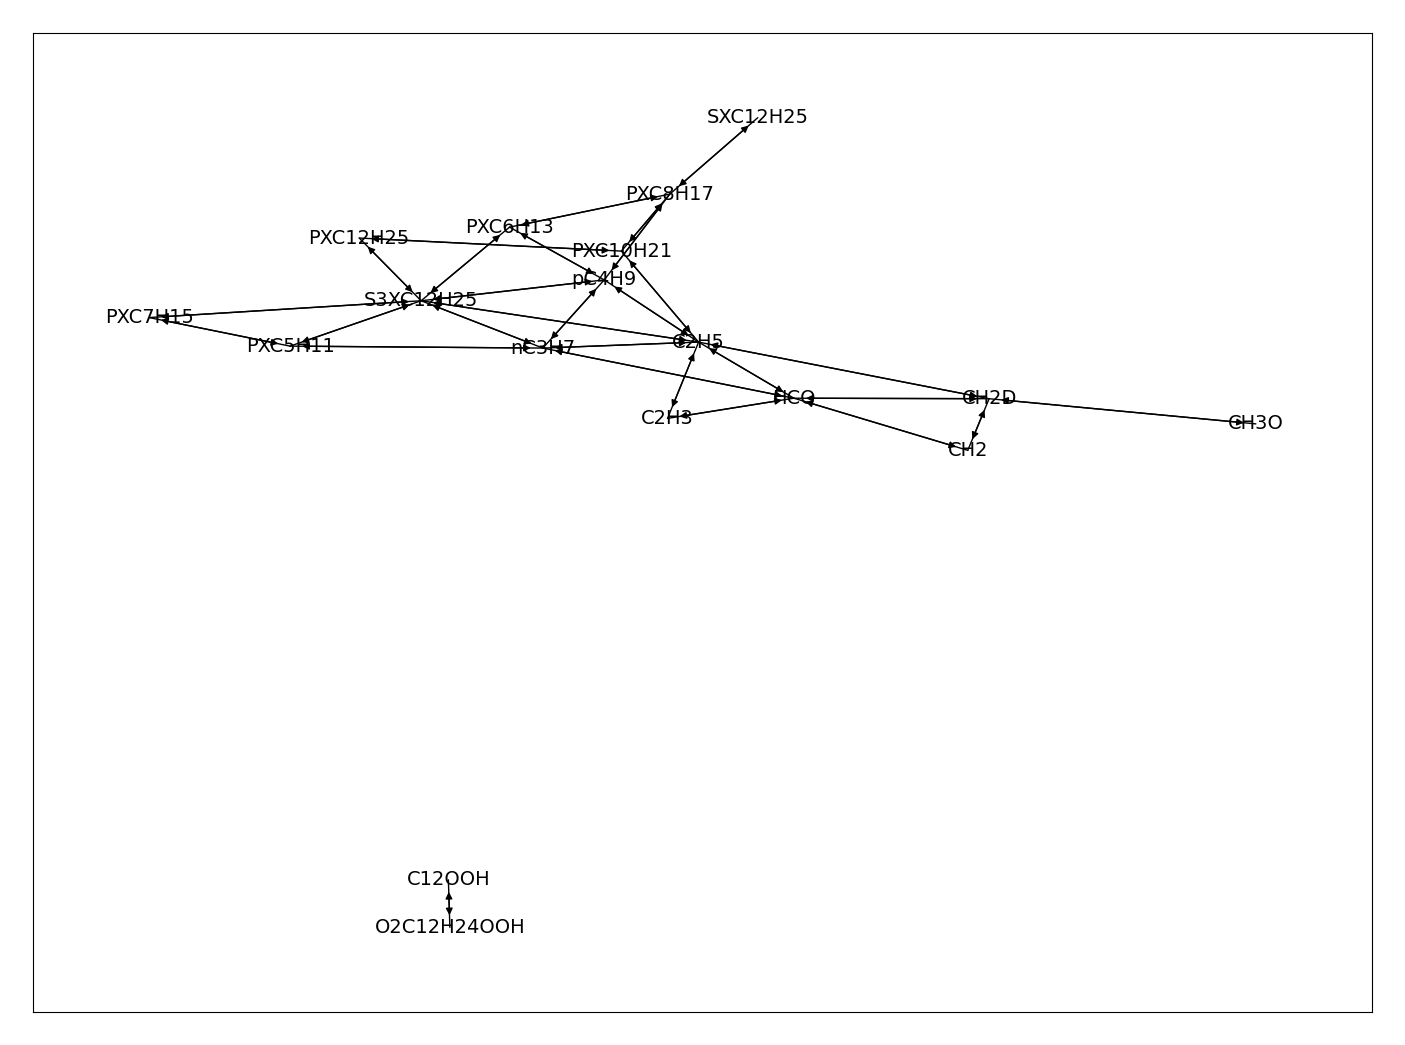 SXC12H25
PXC8H17
PXC6H13
PXC12H25
PXC10H21
pC4H9
S3XC12H25
PXC7H15
C2H5
PXC5H11
nC3H7
HCO
CH2D
C2H3
CH3O
CH2
C12OOH
O2C12H24OOH